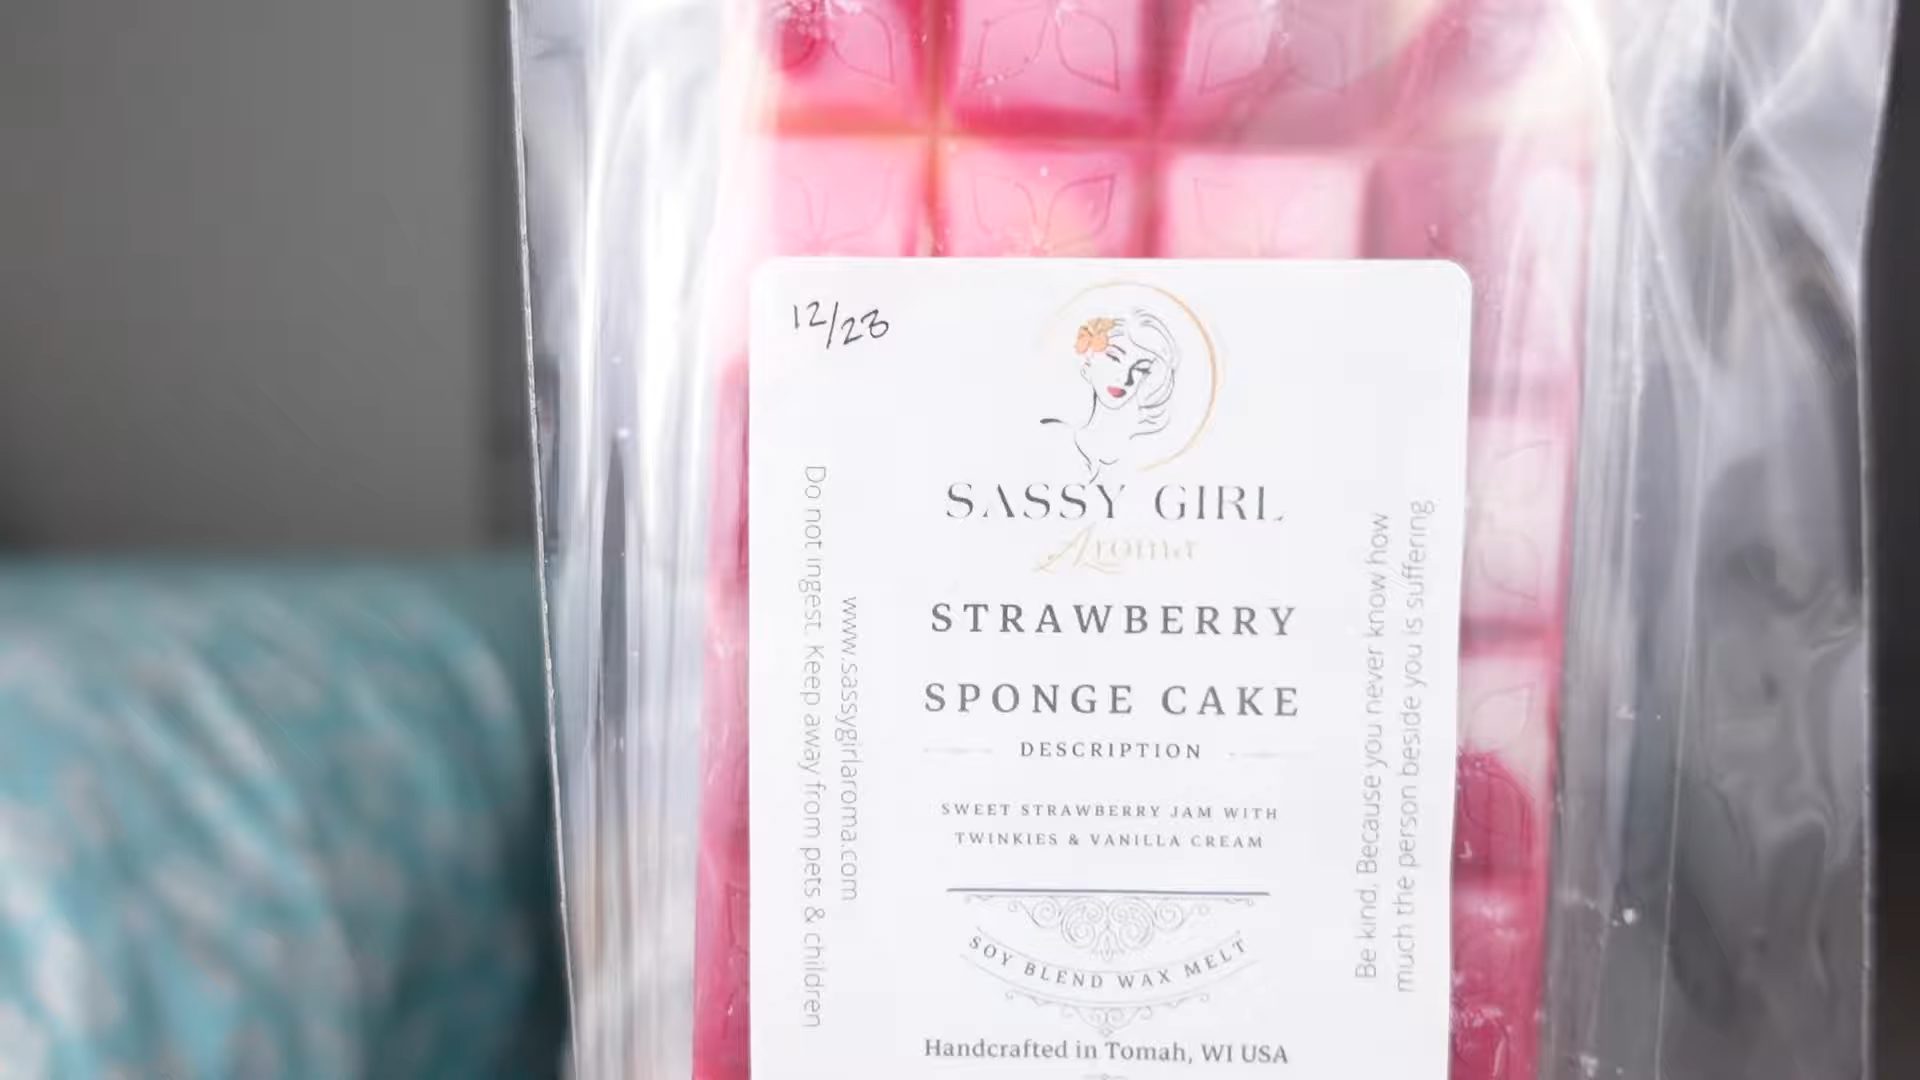 12/23
SASSY GIRL
Aroma
STRAWBERRY
SPONGE CAKE
DESCRIPTION
SWEET STRAWBERRY JAM WITH
TWINKIES & VANILLA CREAM
SOY BLEND WAX MELT
Handcrafted in Tomah, WI USA
Do not ingest. Keep away from pets & children
www.sassygirlaroma.com
Be kind, Because you never know how
much the person beside you is suffering